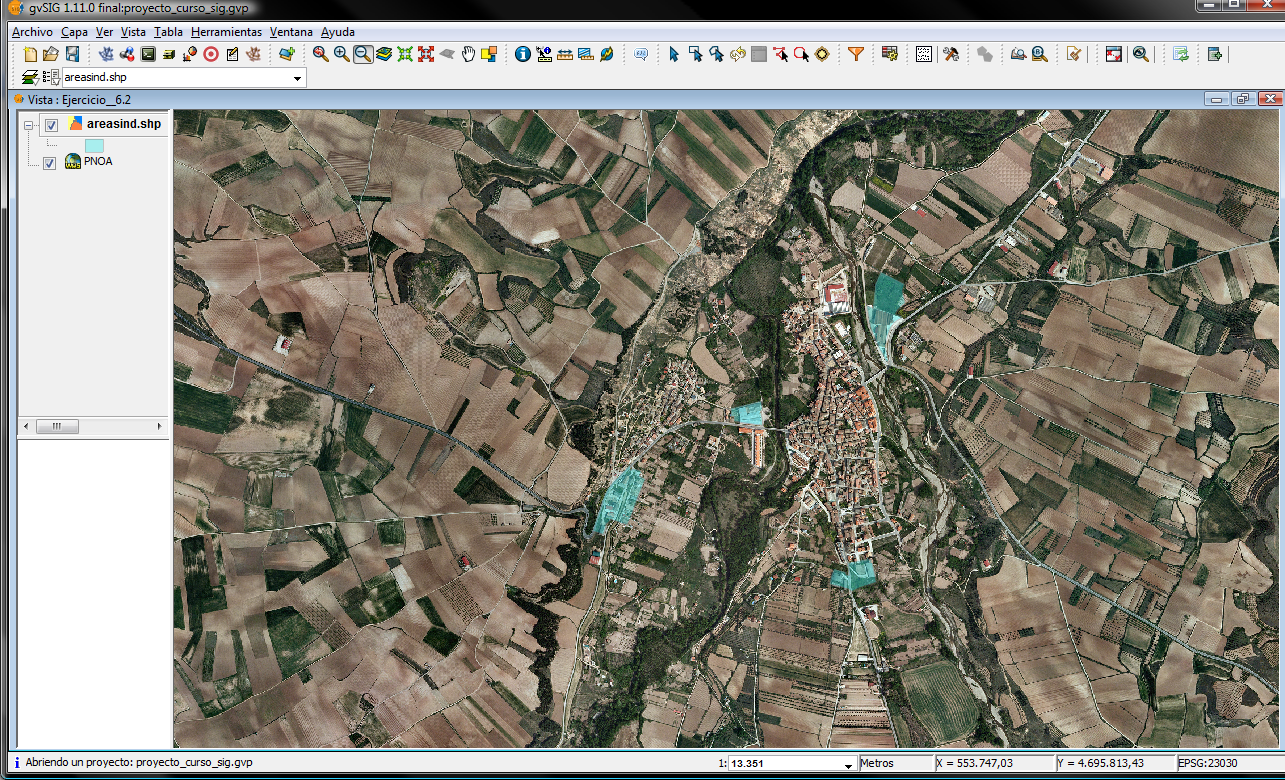 gvSIG 1.11.0 final:proyecto_curso_sig.gvp
Archivo Capa Ver Vista Tabla Herramientas Ventana Ayuda
areasind.shp
Vista : Ejercicio__6.2
areasind.shp
PNOA
Abriendo un proyecto: proyecto_curso_sig.gvp 1: 13.351 Metros X = 553.747,03 Y = 4.695.813,43 EPSG:23030